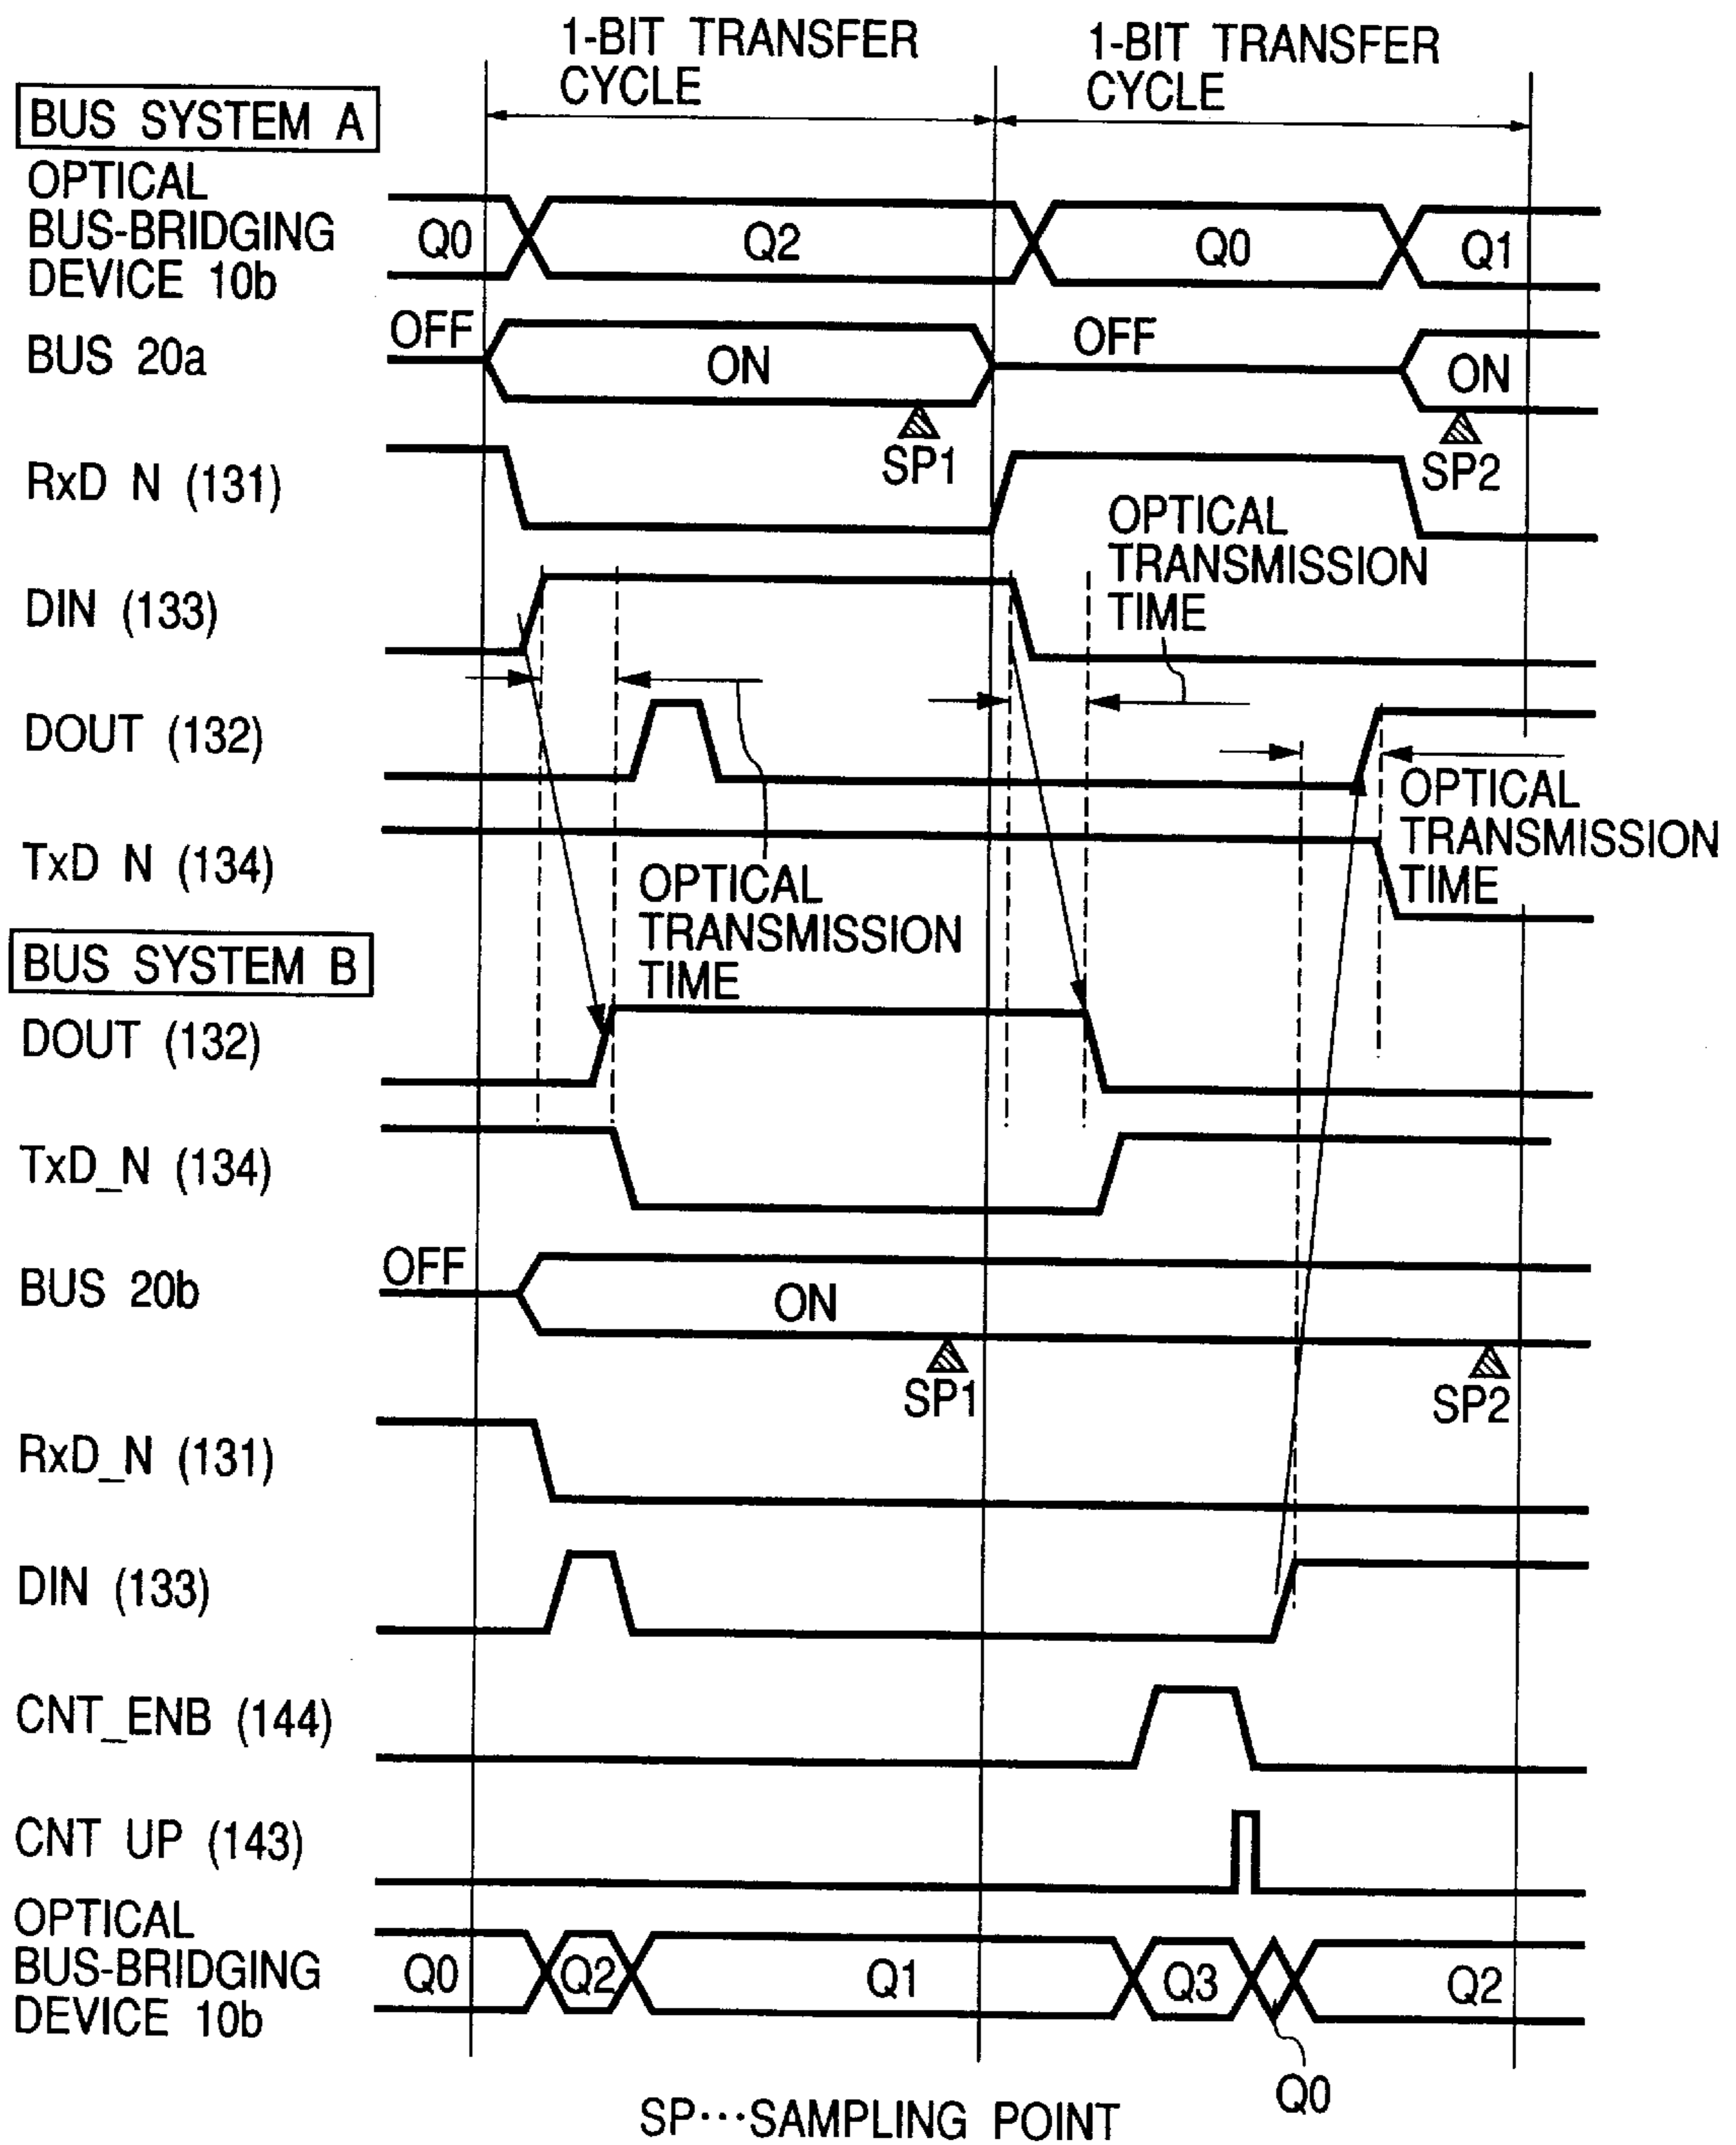 1-BIT TRANSFER
CYCLE
1-BIT TRANSFER
CYCLE
BUS SYSTEM A
OPTICAL
BUS-BRIDGING
DEVICE 10b
Q0
Q2
Q0
Q1
BUS 20a
OFF
ON
OFF
ON
SP1
SP2
RxD N (131)
OPTICAL
TRANSMISSION
TIME
DIN (133)
DOUT (132)
OPTICAL
TRANSMISSION
TIME
TxD N (134)
OPTICAL
TRANSMISSION
TIME
BUS SYSTEM B
DOUT (132)
TxD_N (134)
BUS 20b
OFF
ON
SP1
SP2
RxD_N (131)
DIN (133)
CNT_ENB (144)
CNT UP (143)
OPTICAL
BUS-BRIDGING
DEVICE 10b
Q0
Q2
Q1
Q3
Q2
Q0
SP···SAMPLING POINT